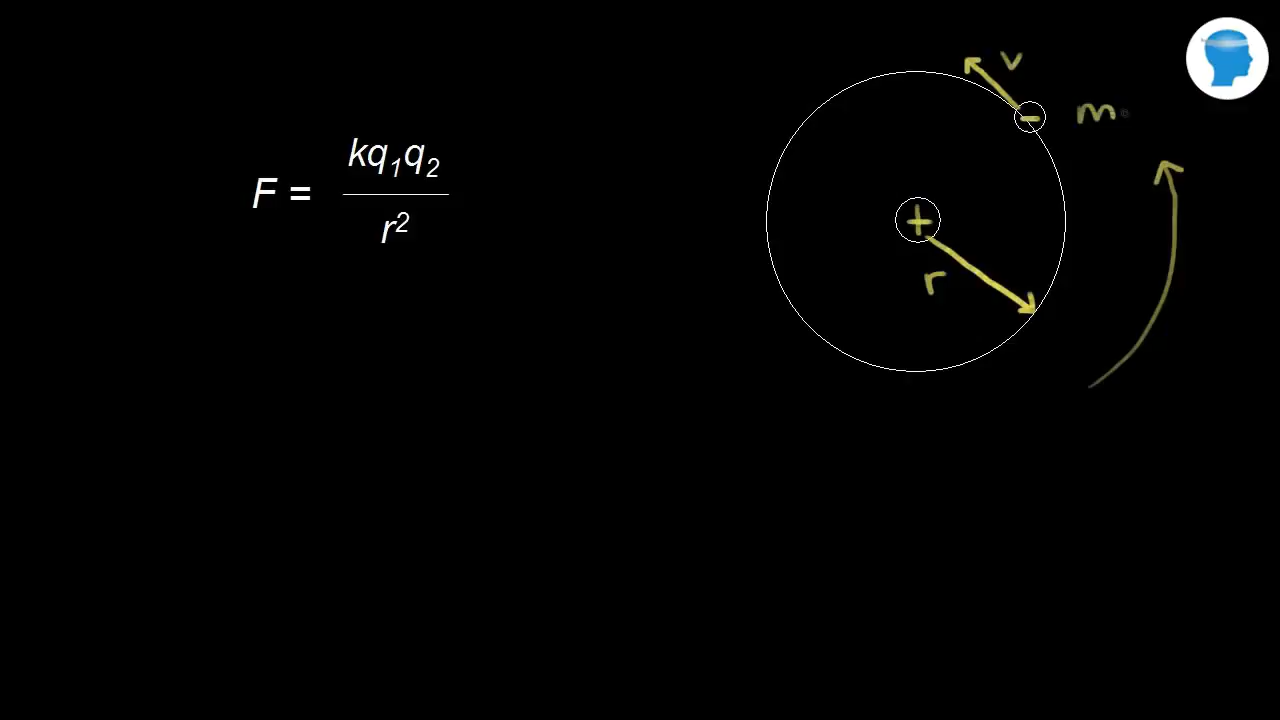 F = kq₁q₂
r²
v
m
+
−
r